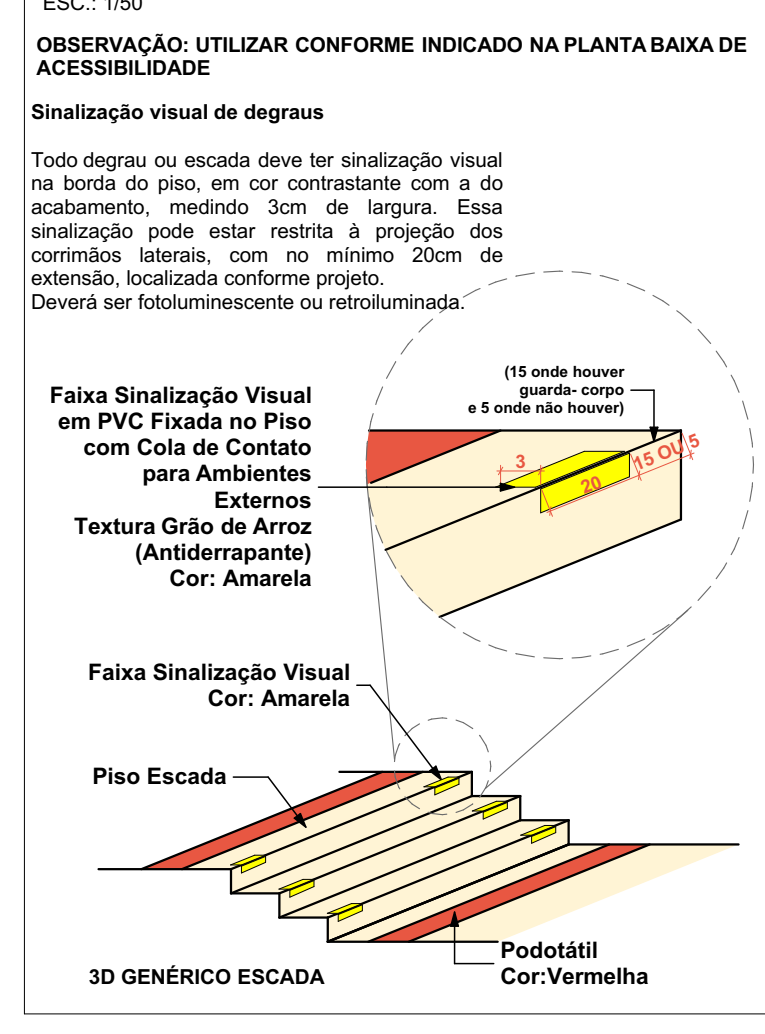 ESC.: 1/50
OBSERVAÇÃO: UTILIZAR CONFORME INDICADO NA PLANTA BAIXA DE
ACESSIBILIDADE
Sinalização visual de degraus
Todo degrau ou escada deve ter sinalização visual
na borda do piso, em cor contrastante com a do
acabamento, medindo 3cm de largura. Essa
sinalização pode estar restrita à projeção dos
corrimãos laterais, com no mínimo 20cm de
extensão, localizada conforme projeto.
Deverá ser fotoluminescente ou retroiluminada.
(15 onde houver
guarda- corpo
e 5 onde não houver)
Faixa Sinalização Visual
em PVC Fixada no Piso
com Cola de Contato
para Ambientes
Externos
Textura Grão de Arroz
(Antiderrapante)
Cor: Amarela
3
20
15 OU 5
Faixa Sinalização Visual
Cor: Amarela
Piso Escada
Podotátil
Cor:Vermelha
3D GENÉRICO ESCADA